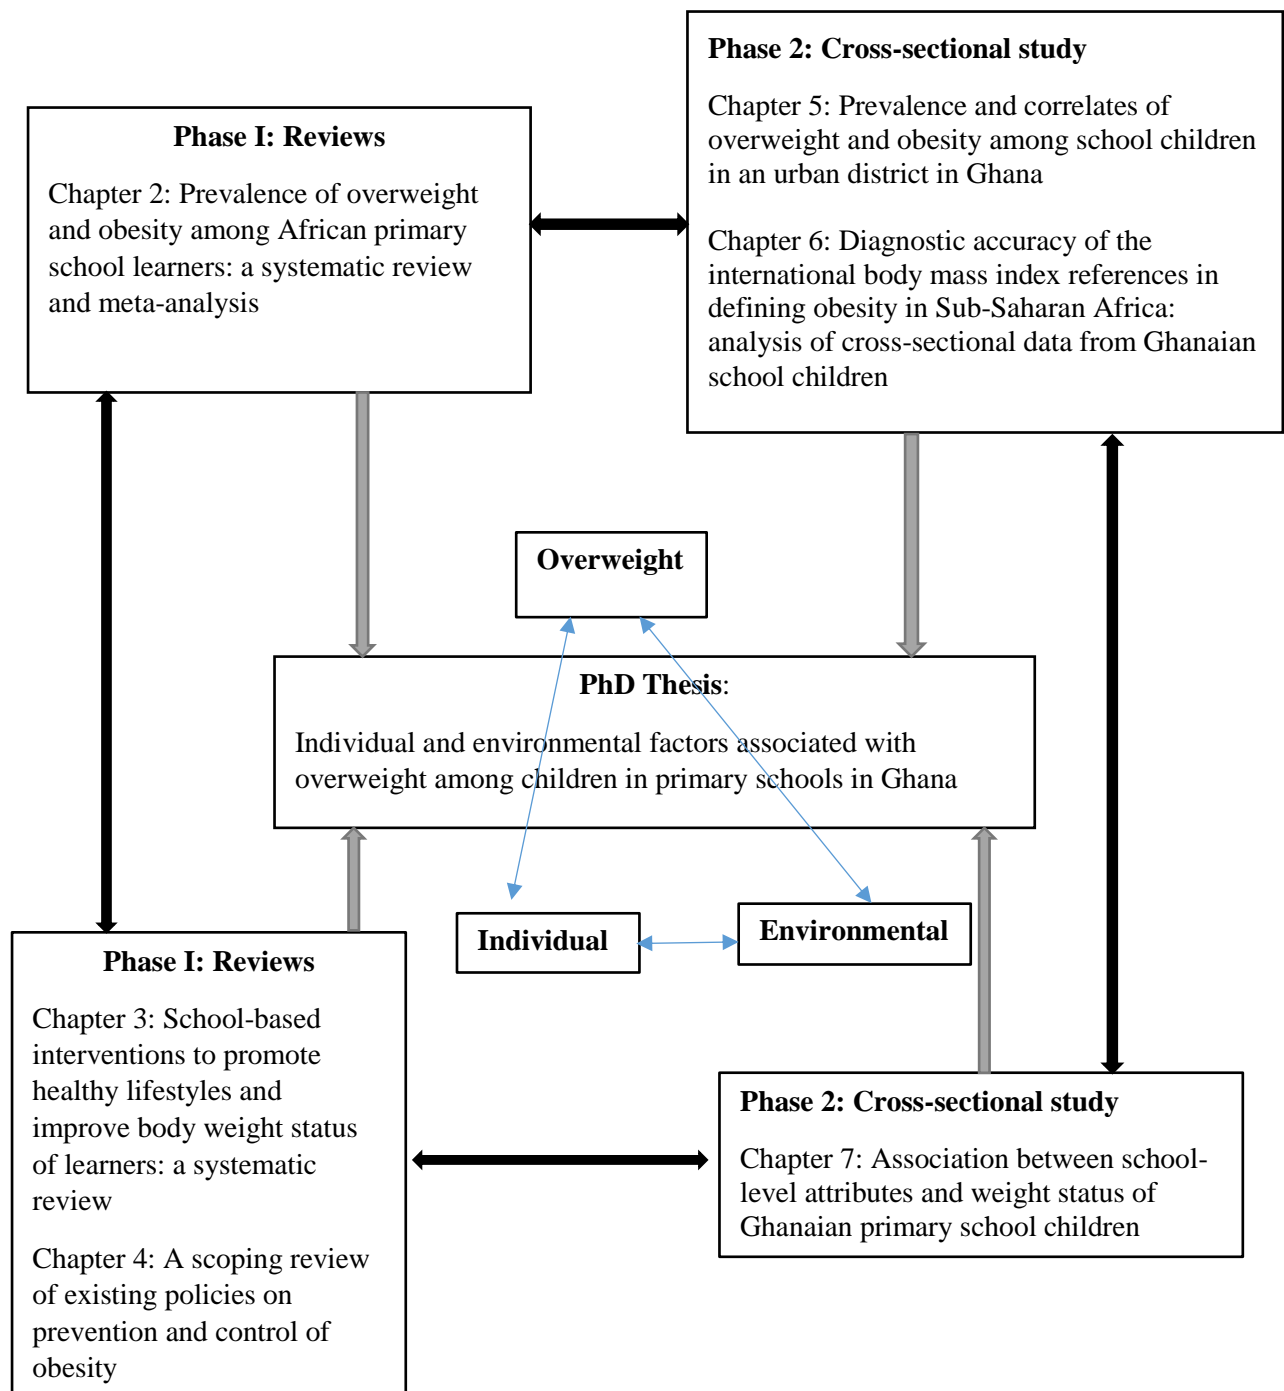 Phase I: Reviews
Chapter 2: Prevalence of overweight
and obesity among African primary
school learners: a systematic review
and meta-analysis
Phase 2: Cross-sectional study
Chapter 5: Prevalence and correlates of
overweight and obesity among school children
in an urban district in Ghana
Chapter 6: Diagnostic accuracy of the
international body mass index references in
defining obesity in Sub-Saharan Africa:
analysis of cross-sectional data from Ghanaian
school children
Overweight
PhD Thesis:
Individual and environmental factors associated with
overweight among children in primary schools in Ghana
Individual
Environmental
Phase I: Reviews
Chapter 3: School-based
interventions to promote
healthy lifestyles and
improve body weight status
of learners: a systematic
review
Chapter 4: A scoping review
of existing policies on
prevention and control of
obesity
Phase 2: Cross-sectional study
Chapter 7: Association between school-
level attributes and weight status of
Ghanaian primary school children